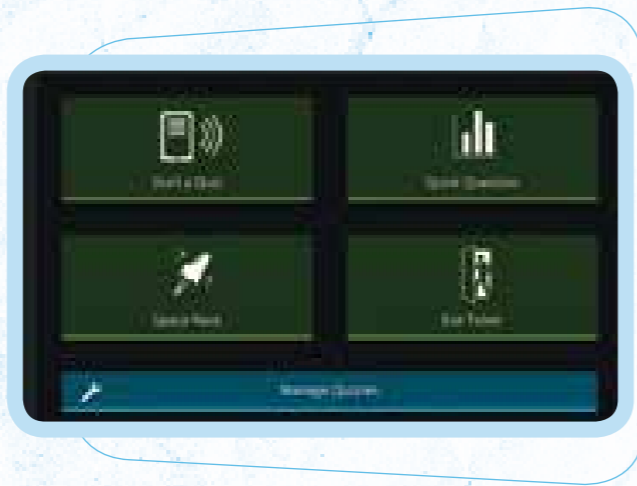 Start a Quiz
Quick Question
Space Race
Exit Ticket
Manage Quizzes